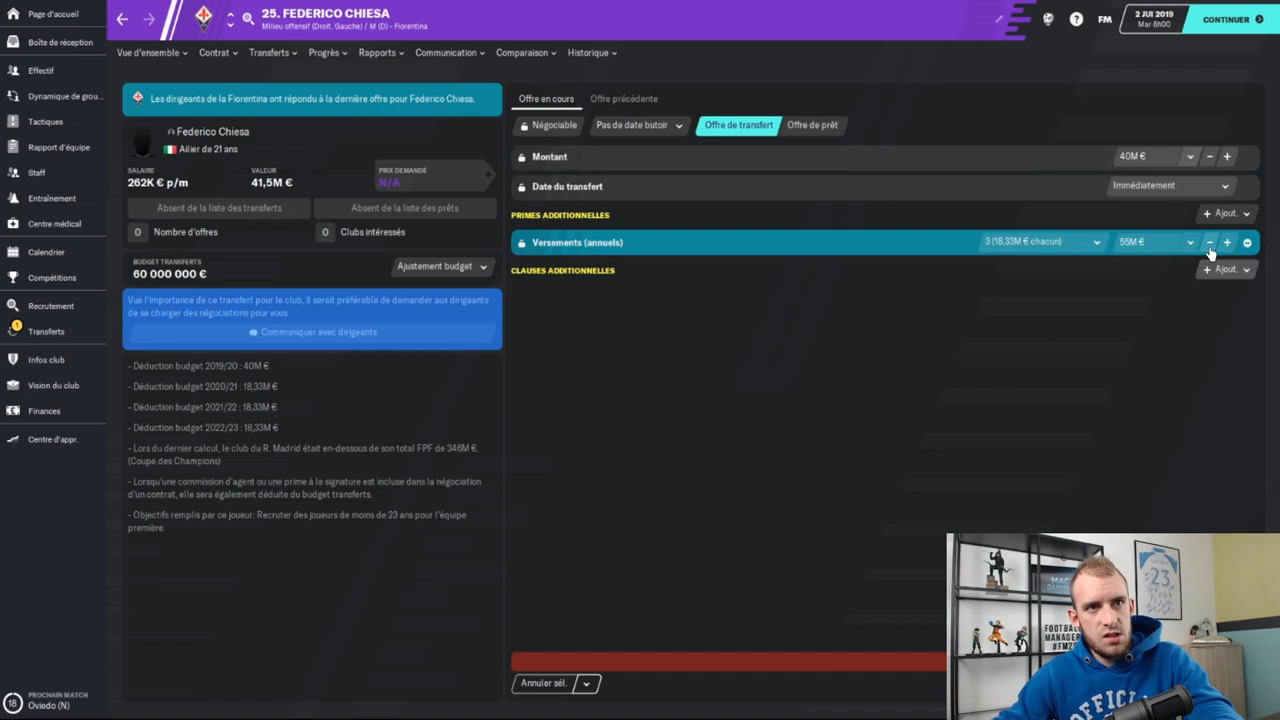 Page d'accueil
Boîte de réception
Effectif
Dynamique de grou...
Tactiques
Rapport d'équipe
Staff
Entraînement
Centre médical
Calendrier
Compétitions
Recrutement
1
Transferts
Infos club
Vision du club
Finances
Centre d'appr.
18
PROCHAIN MATCH
Oviedo (N)
25. FEDERICO CHIESA
Milieu offensif (Droit, Gauche) / M (D) - Fiorentina
FM
2 JUI 2019
Mar 8h00
CONTINUER
Vue d'ensemble
Contrat
Transferts
Progrès
Rapports
Communication
Comparaison
Historique
Les dirigeants de la Fiorentina ont répondu à la dernière offre pour Federico Chiesa.
Federico Chiesa
Ailier de 21 ans
SALAIRE
262K € p/m
VALEUR
41,5M €
PRIX DEMANDÉ
N/A
Absent de la liste des transferts
Absent de la liste des prêts
0 Nombre d'offres
0 Clubs intéressés
BUDGET TRANSFERTS
60 000 000 €
Ajustement budget
Vue l'importance de ce transfert pour le club, il serait préférable de demander aux dirigeants
de se charger des négociations pour vous
Communiquer avec dirigeants
- Déduction budget 2019/20 : 40M €
- Déduction budget 2020/21 : 18,33M €
- Déduction budget 2021/22 : 18,33M €
- Déduction budget 2022/23 : 18,33M €
- Lors du dernier calcul, le club du R. Madrid était en-dessous de son total FPF de 346M €.
(Coupe des Champions)
- Lorsqu'une commission d'agent ou une prime à la signature est incluse dans la négociation
d'un contrat, elle sera également déduite du budget transferts.
- Objectifs remplis par ce joueur: Recruter des joueurs de moins de 23 ans pour l'équipe
première.
Offre en cours
Offre précédente
Négociable
Pas de date butoir
Offre de transfert
Offre de prêt
Montant
40M €
Date du transfert
Immédiatement
PRIMES ADDITIONNELLES
+ Ajout.
Versements (annuels)
3 (18,33M € chacun)
55M €
CLAUSES ADDITIONNELLES
+ Ajout.
Annuler sél.
23
FOOTBALL
MANAGER
#FM20